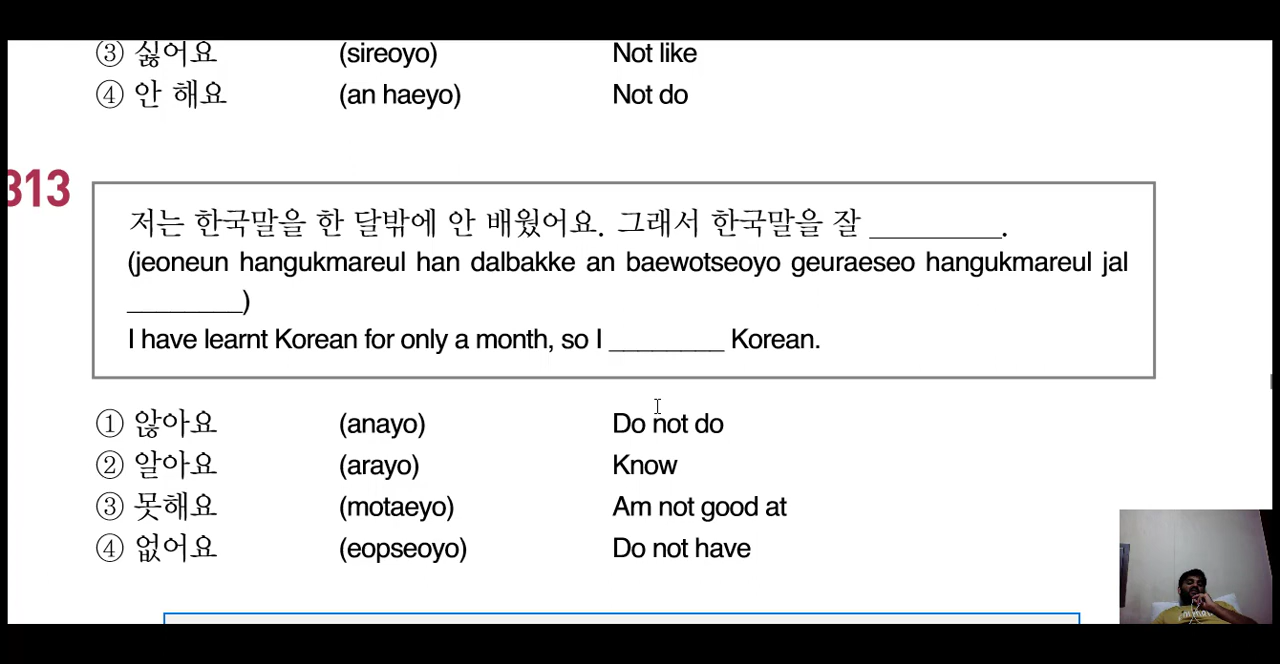 ③ 싫어요 (sireoyo) Not like
④ 안 해요 (an haeyo) Not do
313
저는 한국말을 한 달밖에 안 배웠어요. 그래서 한국말을 잘 _________.
(jeoneun hangukmareul han dalbakke an baewotseoyo geuraeseo hangukmareul jal
________)
I have learnt Korean for only a month, so I ________ Korean.
① 않아요 (anayo) Do not do
② 알아요 (arayo) Know
③ 못해요 (motaeyo) Am not good at
④ 없어요 (eopseoyo) Do not have